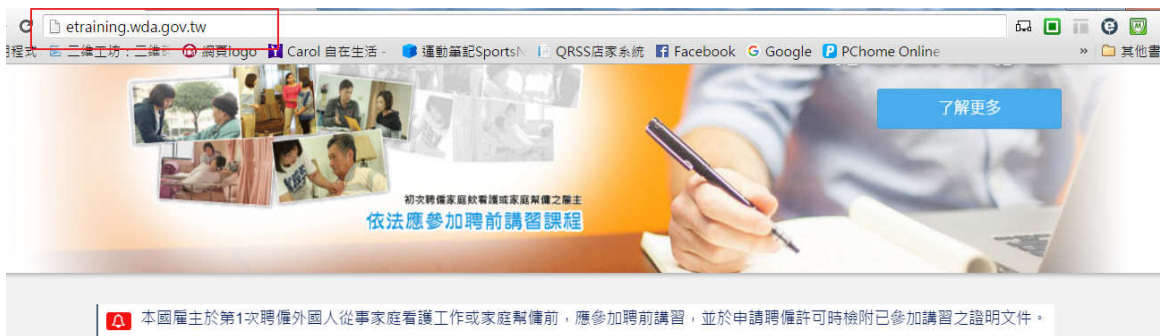 etraining.wda.gov.tw
程式 三維工坊：三維 網頁logo Carol 自在生活 - 運動筆記SportsN QRSS店家系統 Facebook Google PChome Online » 其他書
了解更多
初次聘僱家庭看護或家庭幫傭之雇主
依法應參加聘前講習課程
本國雇主於第1次聘僱外國人從事家庭看護工作或家庭幫傭前，應參加聘前講習，並於申請聘僱許可時檢附已參加講習之證明文件。